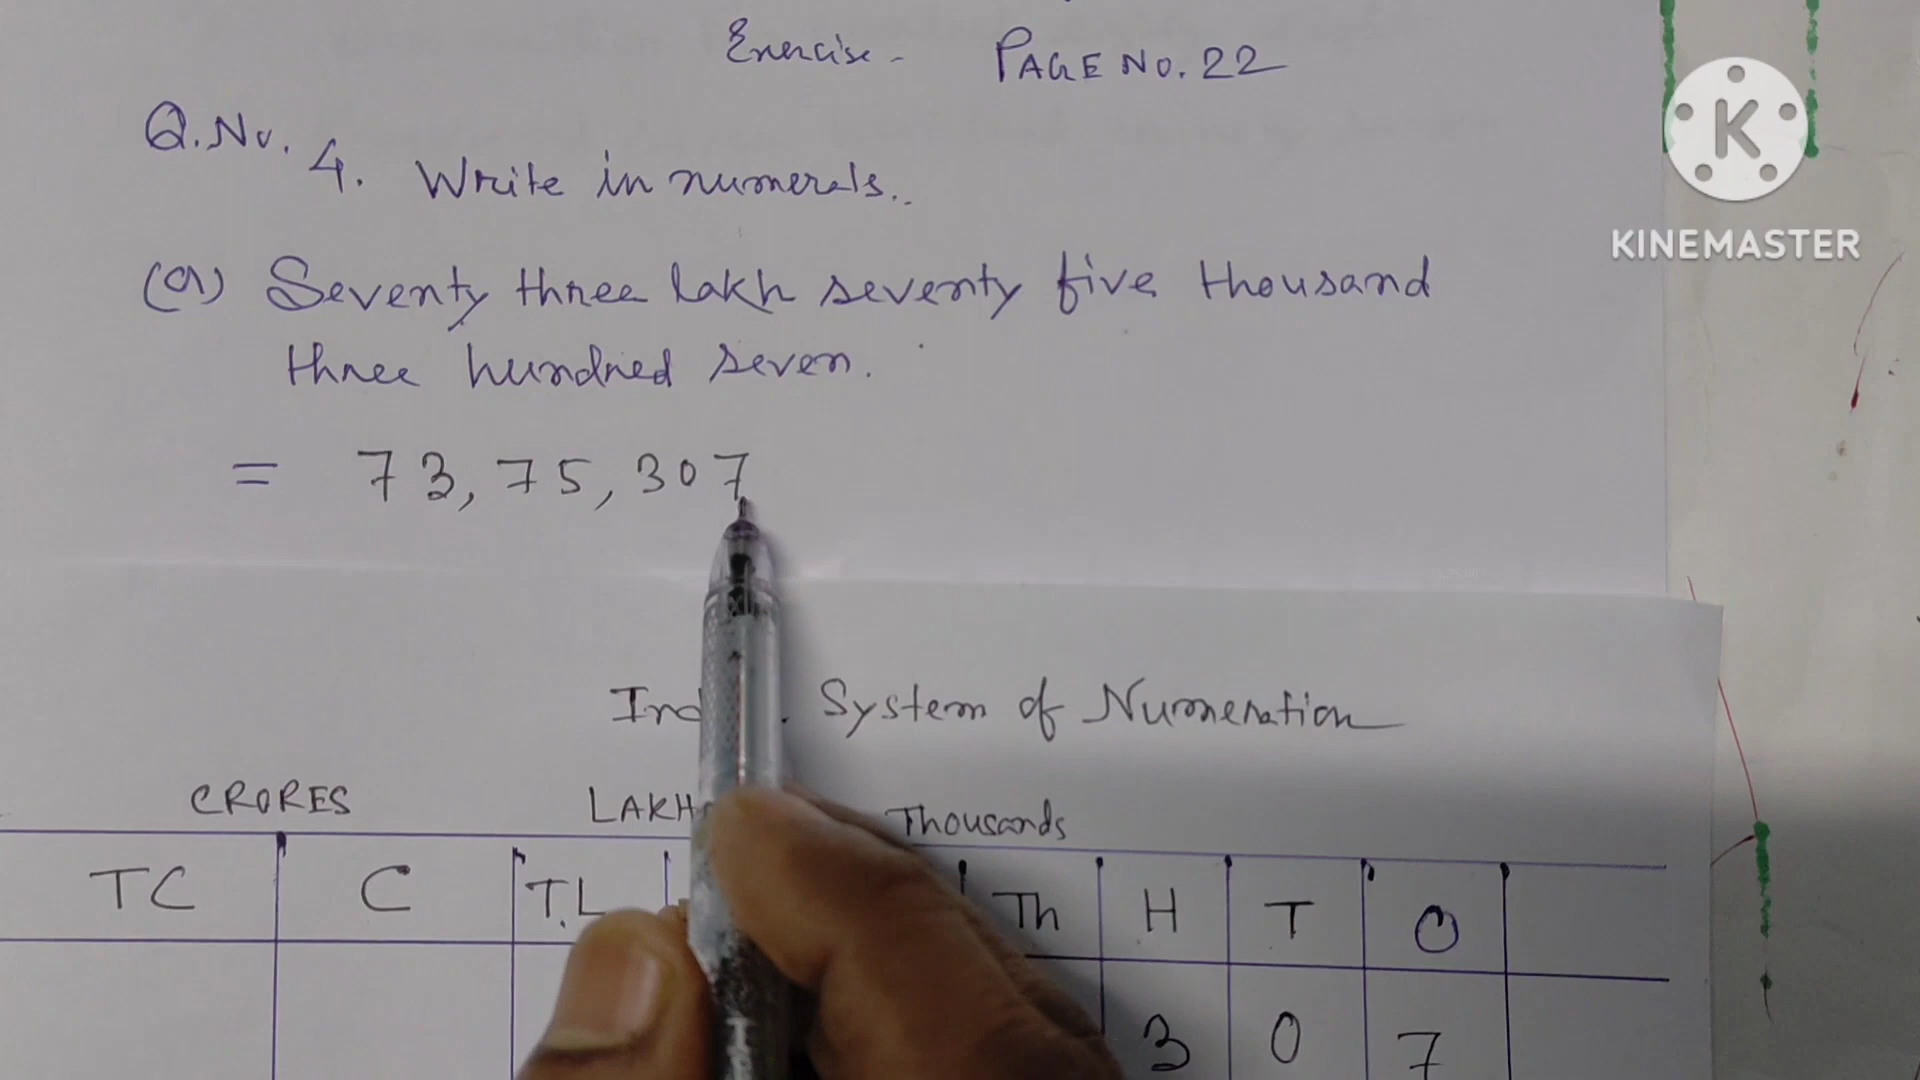 Exercise - PAGE NO. 22
Q.No. 4. Write in numerals..
(a) Seventy three lakh seventy five thousand
three hundred seven.
= 73,75,307
KINEMASTER
System of Numeration
CRORES LAKHS Thousands
TC C T.L Th H T O
3 0 7